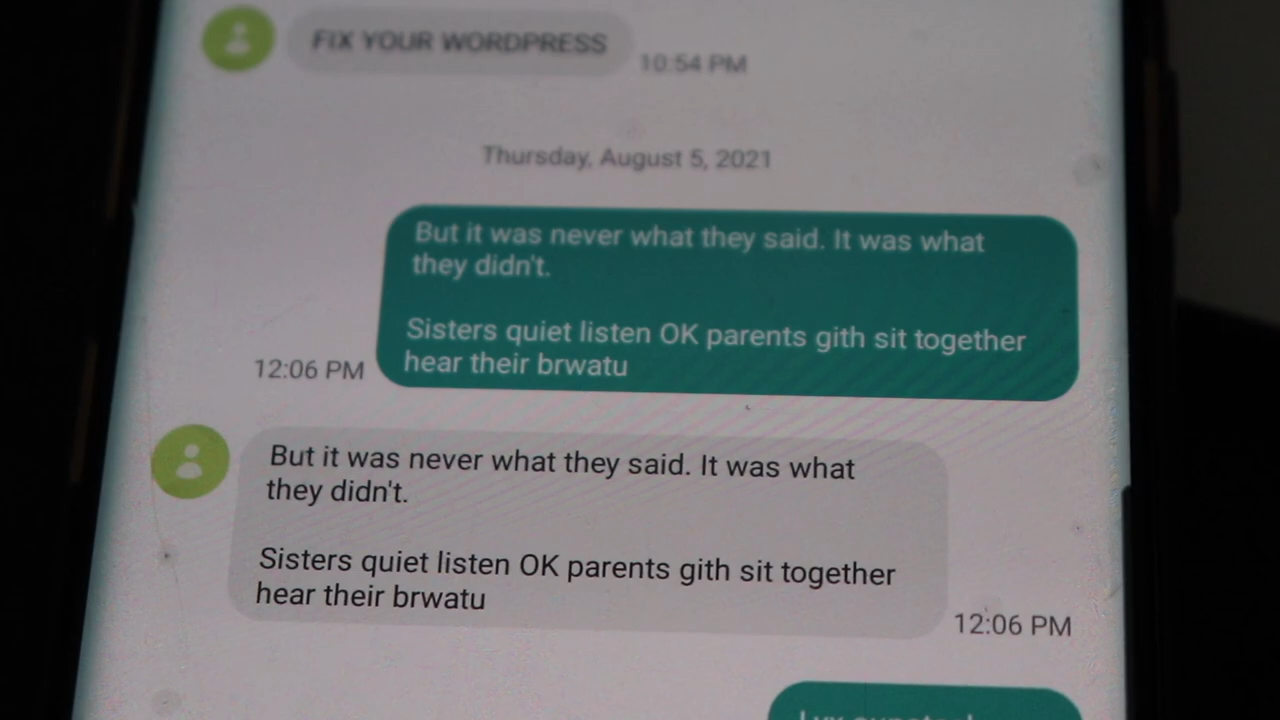 FIX YOUR WORDPRESS
10:54 PM
Thursday, August 5, 2021
But it was never what they said. It was what
they didn't.
Sisters quiet listen OK parents gith sit together
hear their brwatu
12:06 PM
But it was never what they said. It was what
they didn't.
Sisters quiet listen OK parents gith sit together
hear their brwatu
12:06 PM